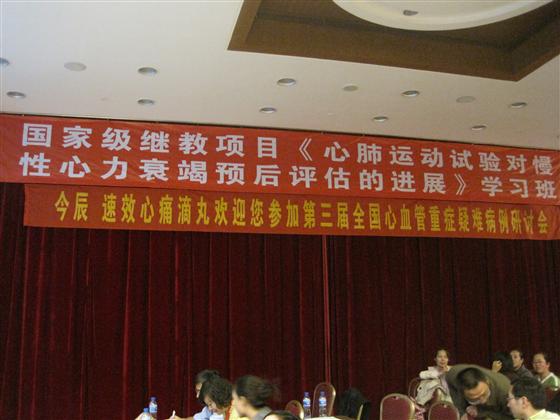 国家级继教项目《心肺运动试验对慢
性心力衰竭预后评估的进展》学习班
今辰 速效心痛滴丸欢迎您参加第三届全国心血管重症疑难病例研讨会